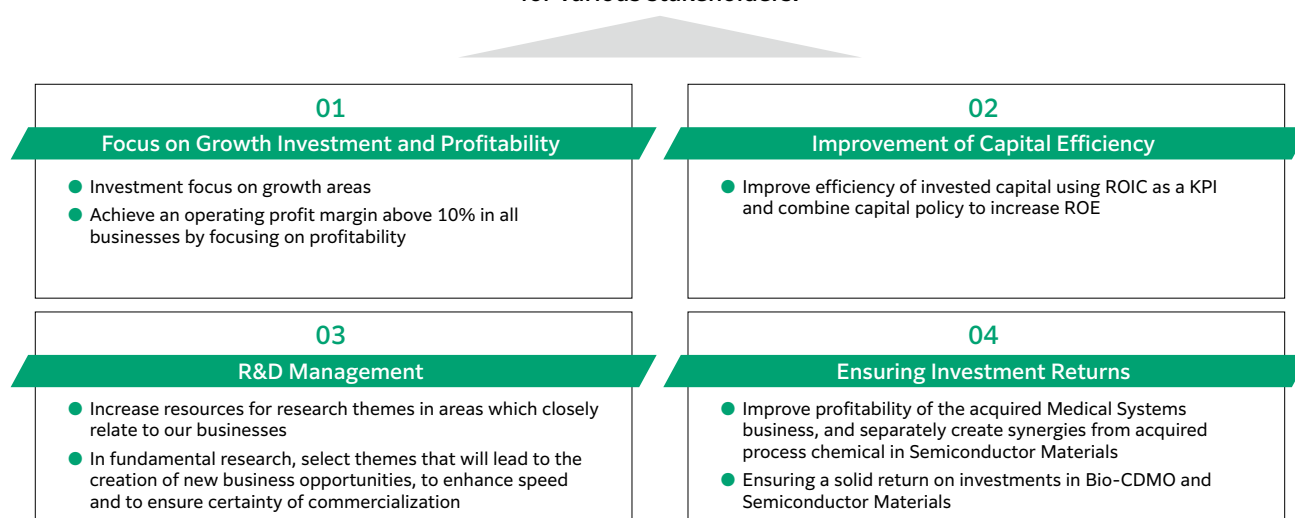 for various stakeholders.
01
Focus on Growth Investment and Profitability
● Investment focus on growth areas
● Achieve an operating profit margin above 10% in all
businesses by focusing on profitability
02
Improvement of Capital Efficiency
● Improve efficiency of invested capital using ROIC as a KPI
and combine capital policy to increase ROE
03
R&D Management
● Increase resources for research themes in areas which closely
relate to our businesses
● In fundamental research, select themes that will lead to the
creation of new business opportunities, to enhance speed
and to ensure certainty of commercialization
04
Ensuring Investment Returns
● Improve profitability of the acquired Medical Systems
business, and separately create synergies from acquired
process chemical in Semiconductor Materials
● Ensuring a solid return on investments in Bio-CDMO and
Semiconductor Materials